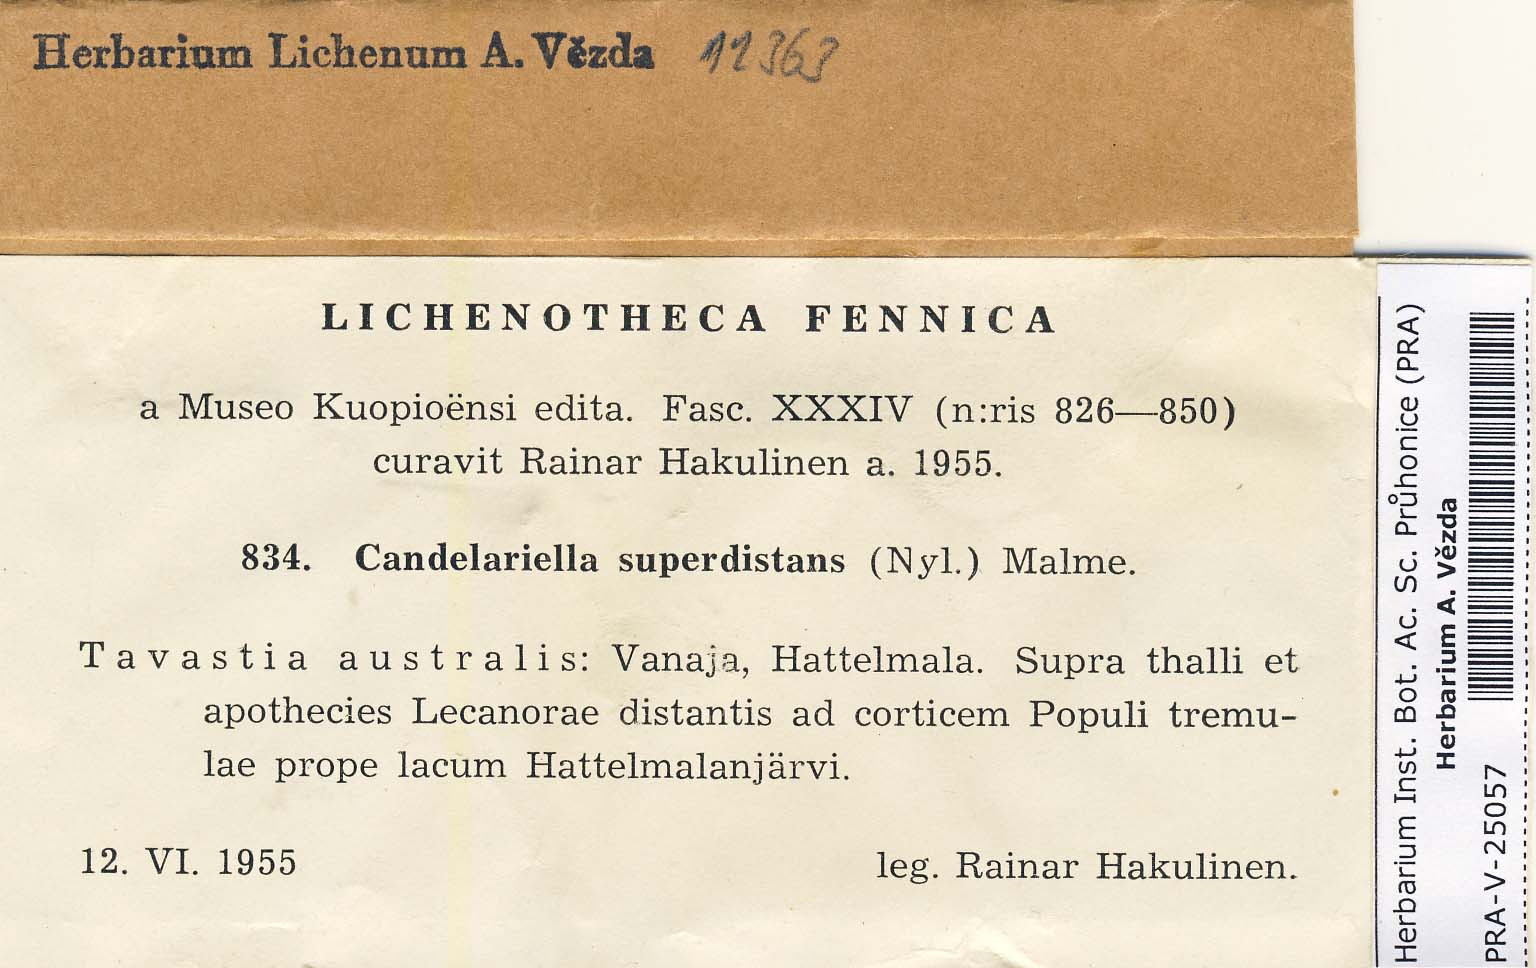 Herbarium Lichenum A. Vězda 12363
LICHENOTHECA FENNICA
a Museo Kuopioënsi edita. Fasc. XXXIV (n:ris 826—850)
curavit Rainar Hakulinen a. 1955.
834. Candelariella superdistans (Nyl.) Malme.
Tavastia australis: Vanaja, Hattelmala. Supra thalli et
apothecies Lecanorae distantis ad corticem Populi tremu-
lae prope lacum Hattelmalanjärvi.
12. VI. 1955 leg. Rainar Hakulinen.
Herbarium Inst. Bot. Ac. Sc. Průhonice (PRA)
Herbarium A. Vězda
PRA-V-25057